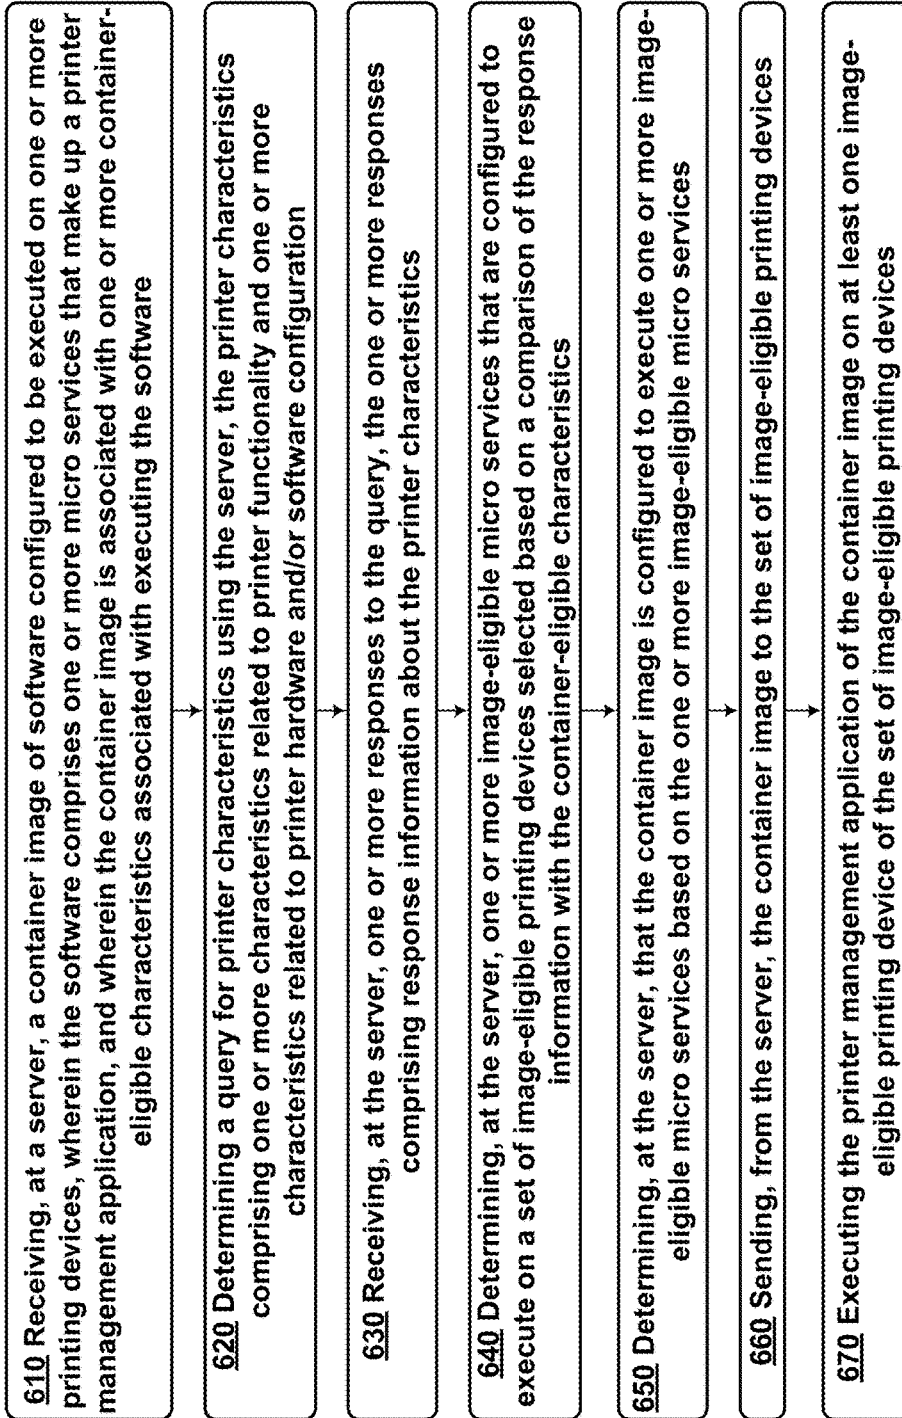 610 Receiving, at a server, a container image of software configured to be executed on one or more
printing devices, wherein the software comprises one or more micro services that make up a printer
management application, and wherein the container image is associated with one or more container-
eligible characteristics associated with executing the software
620 Determining a query for printer characteristics using the server, the printer characteristics
comprising one or more characteristics related to printer functionality and one or more
characteristics related to printer hardware and/or software configuration
630 Receiving, at the server, one or more responses to the query, the one or more responses
comprising response information about the printer characteristics
640 Determining, at the server, one or more image-eligible micro services that are configured to
execute on a set of image-eligible printing devices selected based on a comparison of the response
information with the container-eligible characteristics
650 Determining, at the server, that the container image is configured to execute one or more image-
eligible micro services based on the one or more image-eligible micro services
660 Sending, from the server, the container image to the set of image-eligible printing devices
670 Executing the printer management application of the container image on at least one image-
eligible printing device of the set of image-eligible printing devices